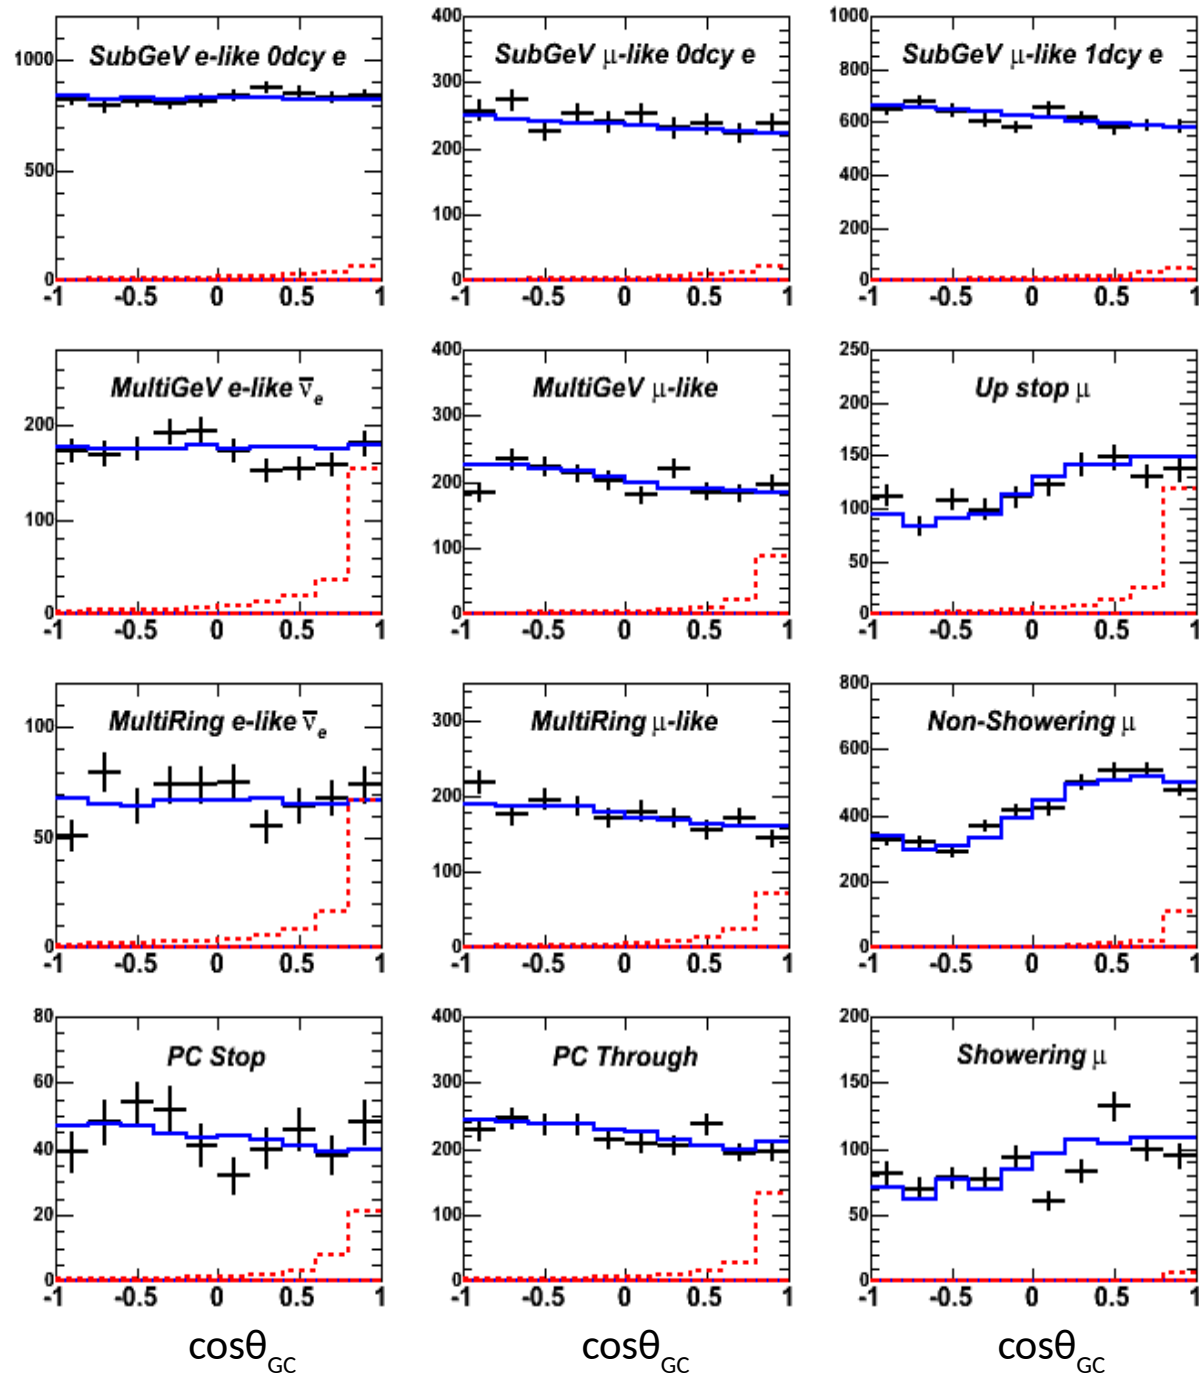 SubGeV e-like 0dcy e
1000
500
0
-1 -0.5 0 0.5 1
SubGeV μ-like 0dcy e
400
300
200
100
0
-1 -0.5 0 0.5 1
SubGeV μ-like 1dcy e
1000
800
600
400
200
0
-1 -0.5 0 0.5 1
MultiGeV e-like ν̅e
200
100
0
-1 -0.5 0 0.5 1
MultiGeV μ-like
400
300
200
100
0
-1 -0.5 0 0.5 1
Up stop μ
250
200
150
100
50
0
-1 -0.5 0 0.5 1
MultiRing e-like ν̅e
100
50
0
-1 -0.5 0 0.5 1
MultiRing μ-like
300
200
100
0
-1 -0.5 0 0.5 1
Non-Showering μ
800
600
400
200
0
-1 -0.5 0 0.5 1
PC Stop
80
60
40
20
0
-1 -0.5 0 0.5 1
cosθGC
PC Through
400
300
200
100
0
-1 -0.5 0 0.5 1
cosθGC
Showering μ
200
150
100
50
0
-1 -0.5 0 0.5 1
cosθGC